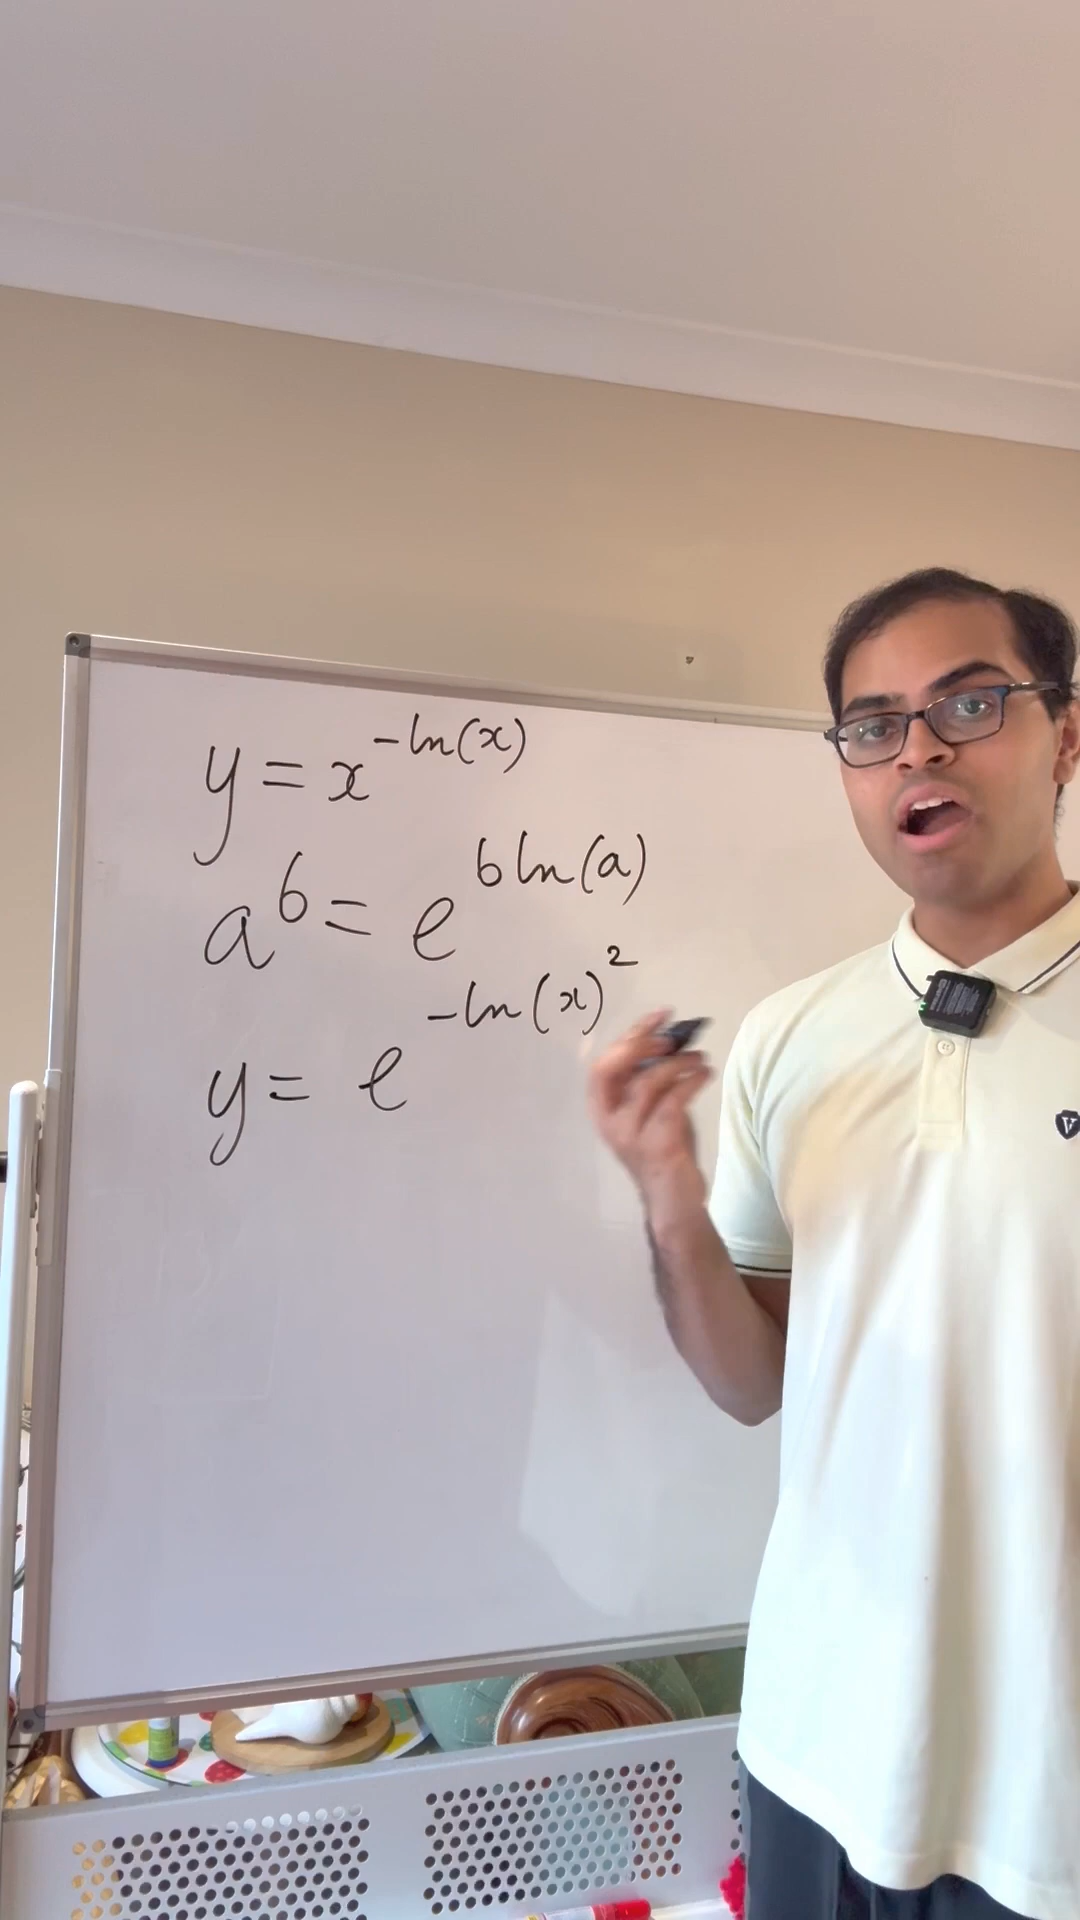 y = x^{-ln(x)}
a^b = e^{b ln(a)}
y = e^{-ln(x)^2}
V